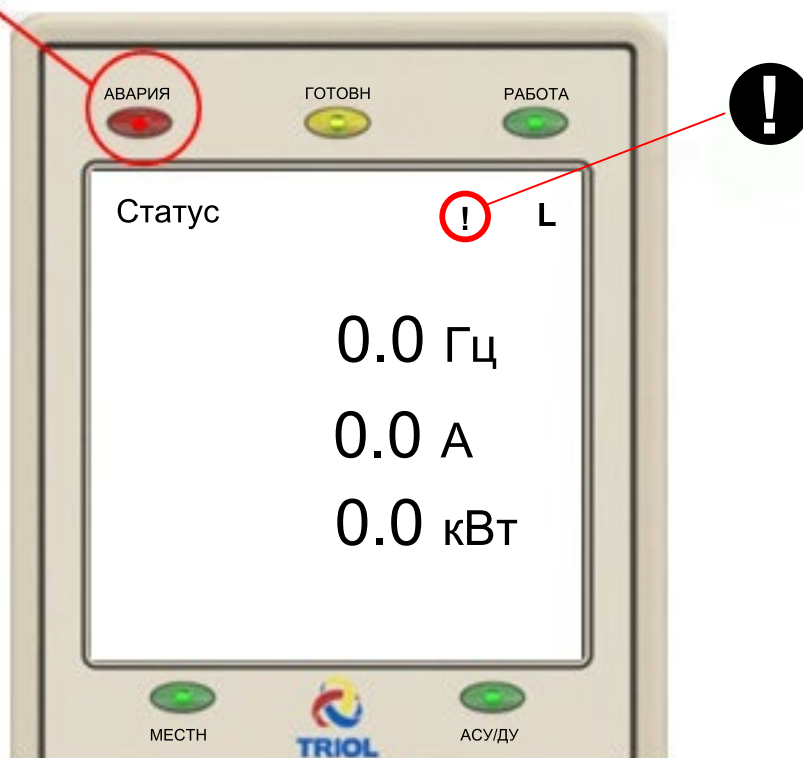 АВАРИЯ ГОТОВН РАБОТА
!
Статус ! L
0.0 Гц
0.0 А
0.0 кВт
МЕСТН TRIOL АСУ/ДУ